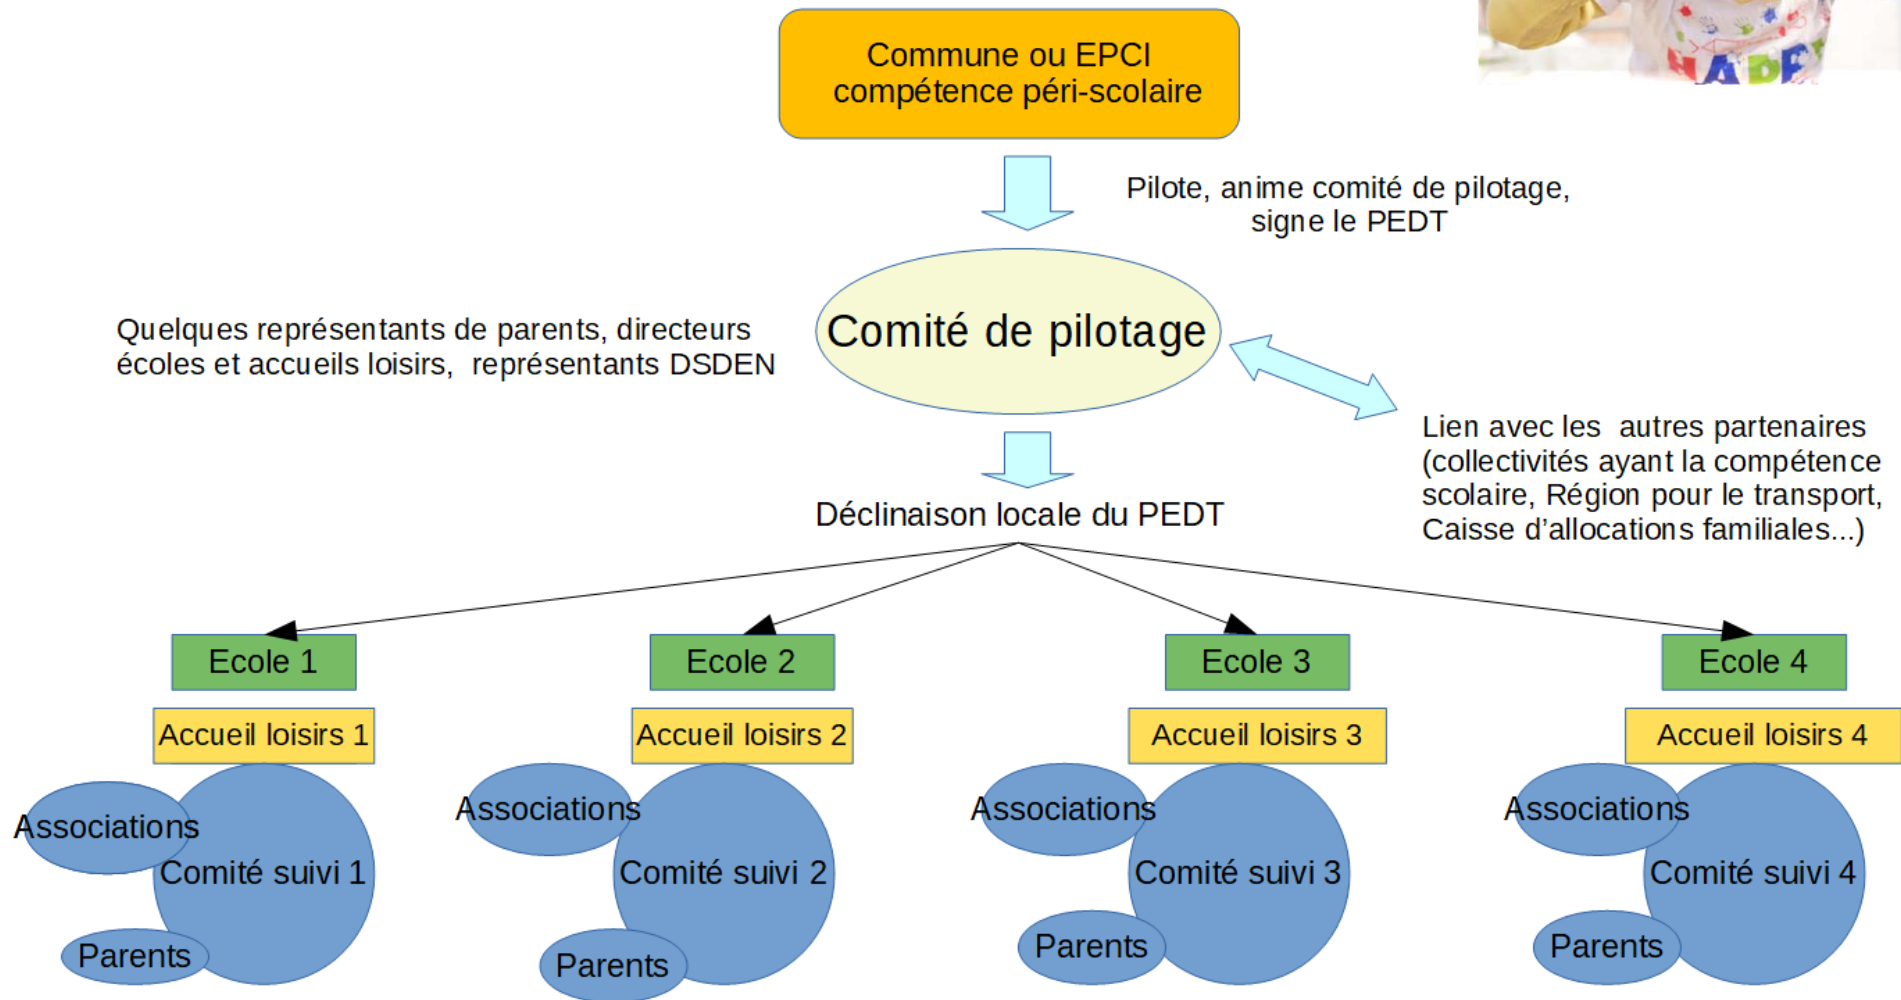 Commune ou EPCI
compétence péri-scolaire
Pilote, anime comité de pilotage,
signe le PEDT
Comité de pilotage
Quelques représentants de parents, directeurs
écoles et accueils loisirs, représentants DSDEN
Lien avec les autres partenaires
(collectivités ayant la compétence
scolaire, Région pour le transport,
Caisse d'allocations familiales...)
Déclinaison locale du PEDT
Ecole 1
Ecole 2
Ecole 3
Ecole 4
Accueil loisirs 1
Accueil loisirs 2
Accueil loisirs 3
Accueil loisirs 4
Associations
Associations
Associations
Associations
Comité suivi 1
Comité suivi 2
Comité suivi 3
Comité suivi 4
Parents
Parents
Parents
Parents